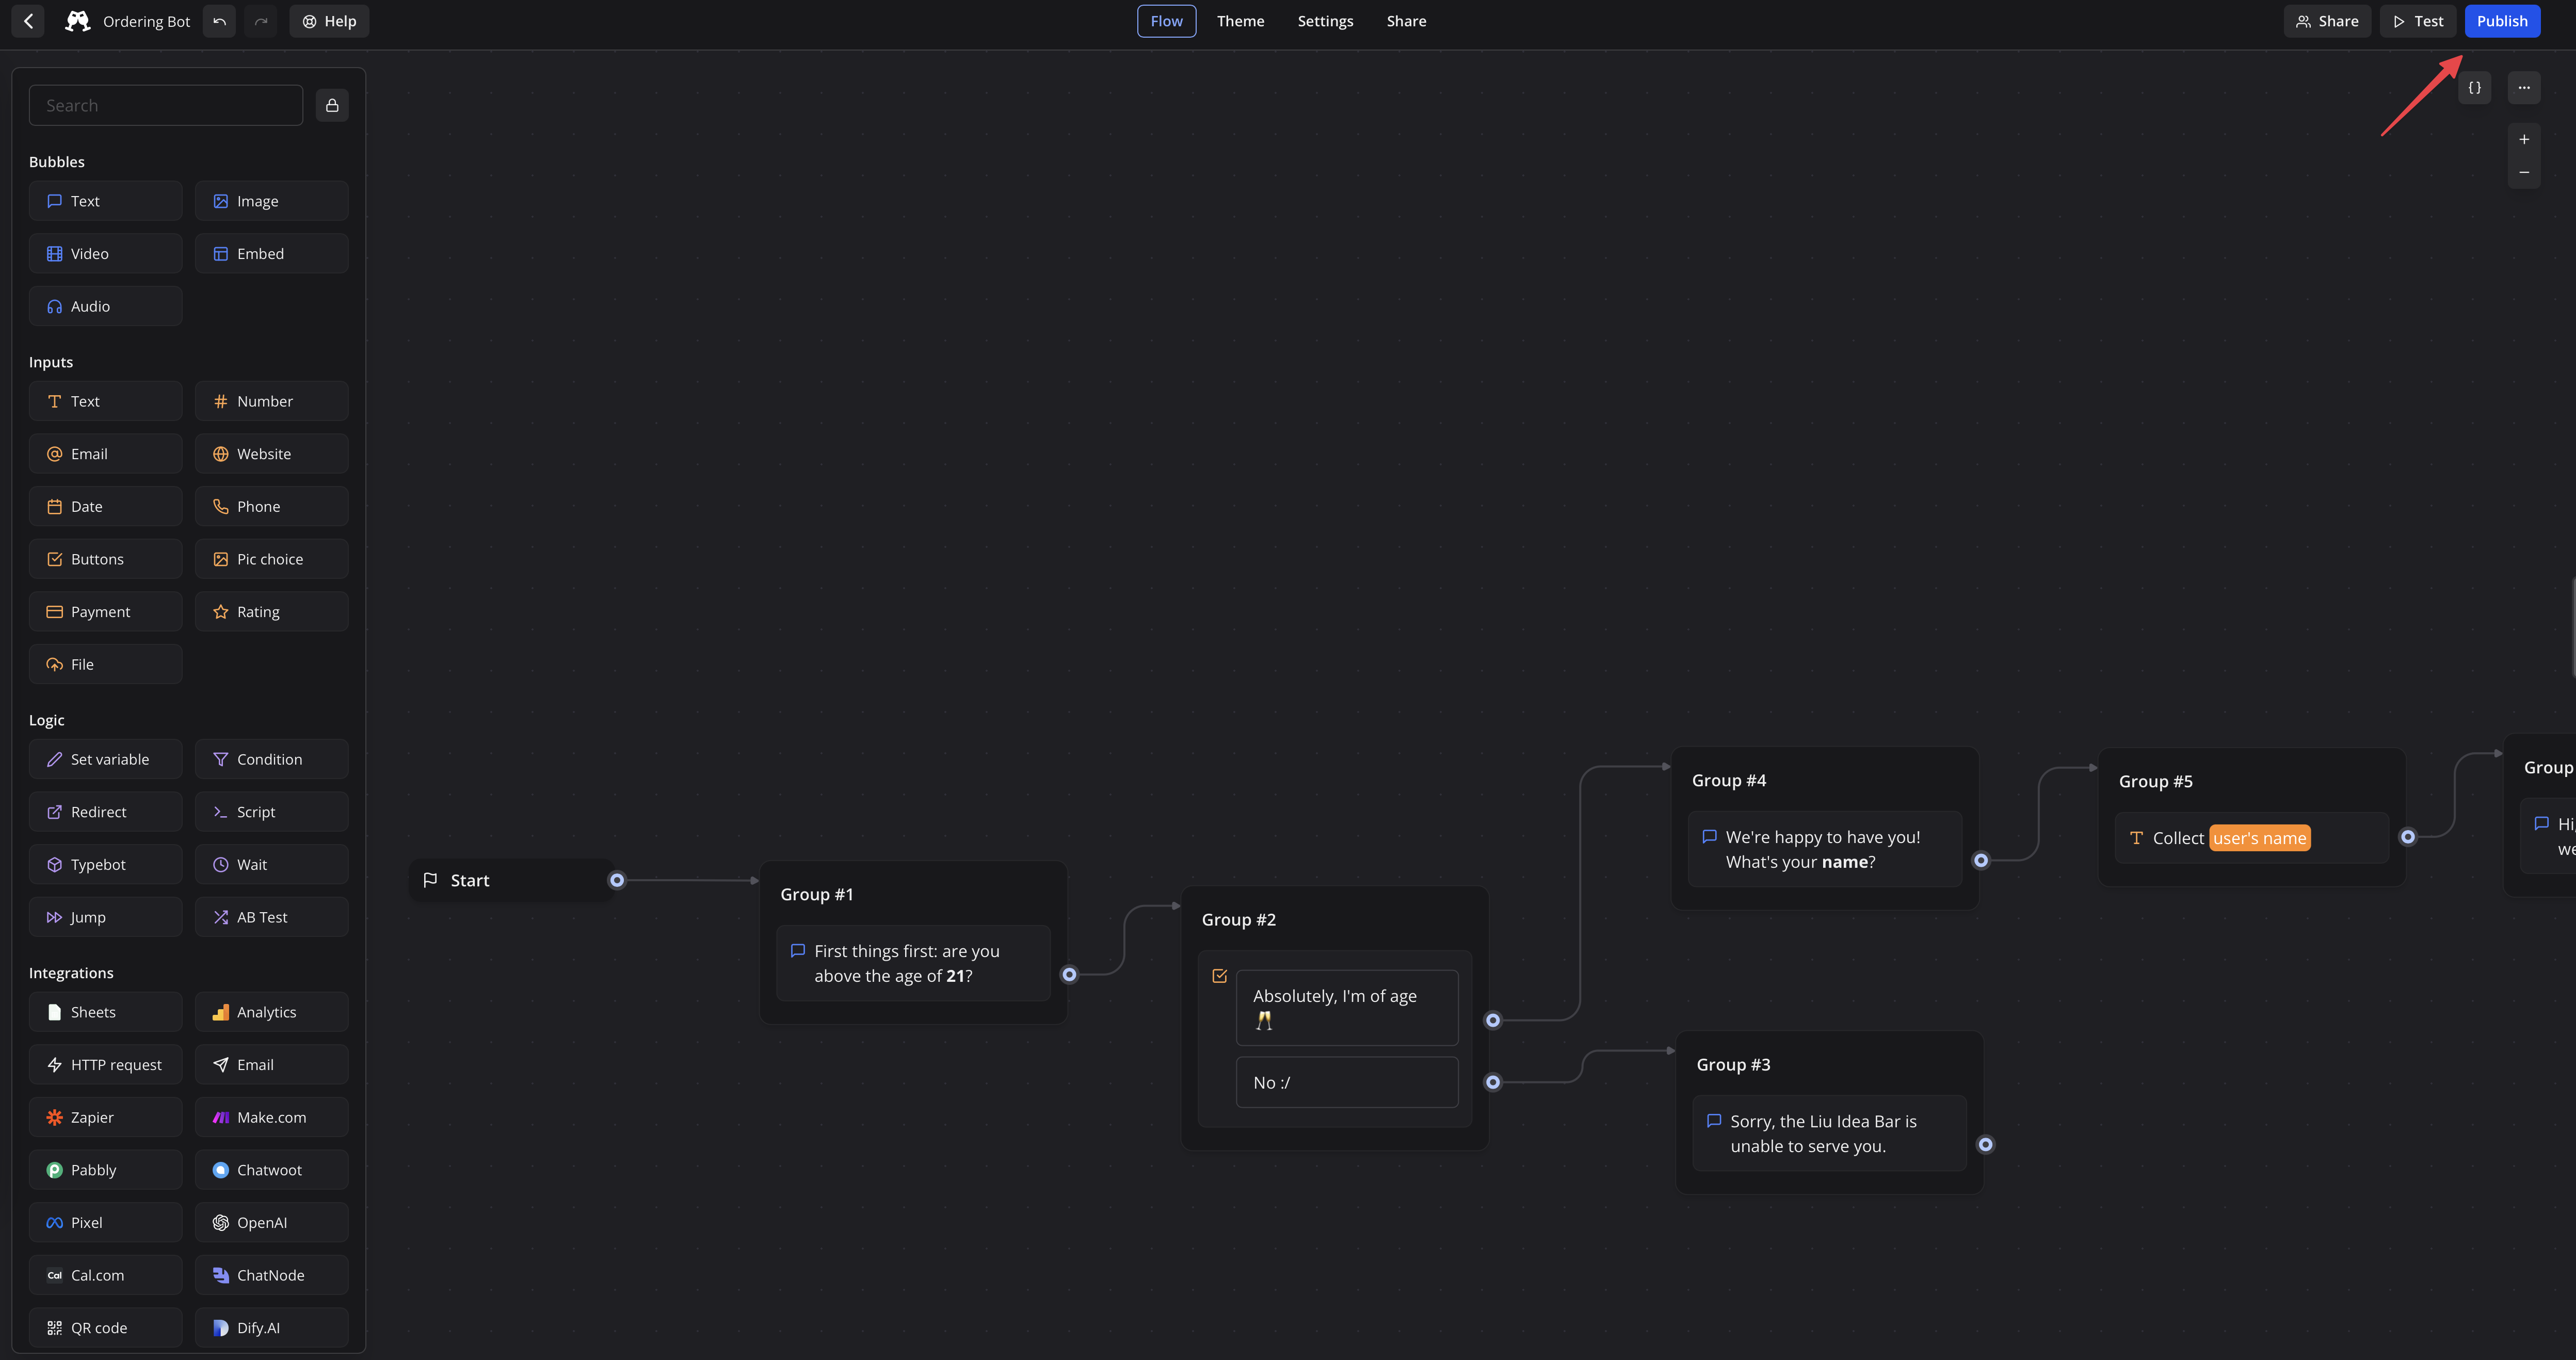 Ordering Bot
Help
Flow
Theme
Settings
Share
Share
Test
Publish
{ }
Search
Bubbles
Text
Image
Video
Embed
Audio
Inputs
Text
Number
Email
Website
Date
Phone
Buttons
Pic choice
Payment
Rating
File
Logic
Set variable
Condition
Redirect
Script
Typebot
Wait
Jump
AB Test
Integrations
Sheets
Analytics
HTTP request
Email
Zapier
Make.com
Pabbly
Chatwoot
Pixel
OpenAI
Cal
Cal.com
ChatNode
QR code
Dify.AI
Start
Group #1
First things first: are you
above the age of 21?
Group #2
Absolutely, I'm of age
🥂
No :/
Group #4
We're happy to have you!
What's your name?
Group #3
Sorry, the Liu Idea Bar is
unable to serve you.
Group #5
Collect user's name
Group
Hi,
we